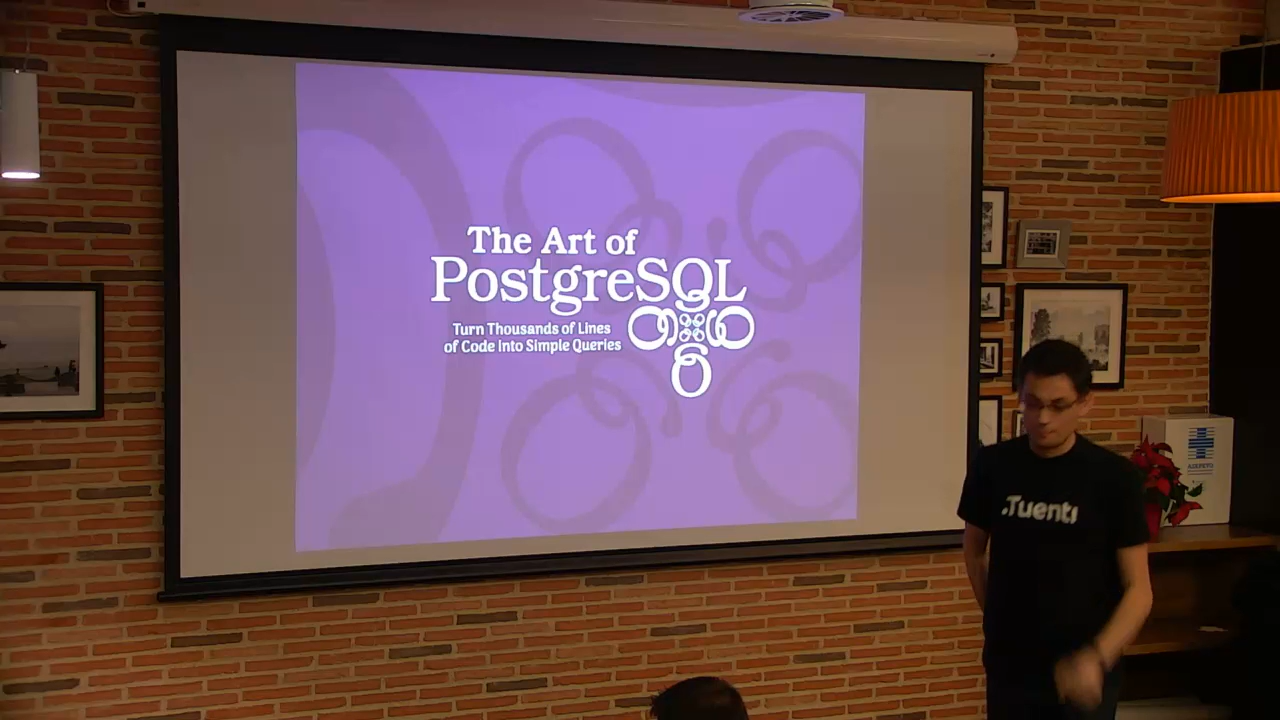 The Art of
PostgreSQL
Turn Thousands of Lines
of Code into Simple Queries
.Tuenti